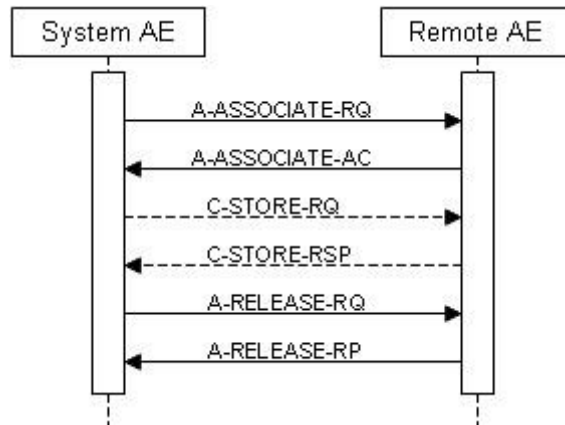 System AE
Remote AE
A-ASSOCIATE-RQ
A-ASSOCIATE-AC
C-STORE-RQ
C-STORE-RSP
A-RELEASE-RQ
A-RELEASE-RP